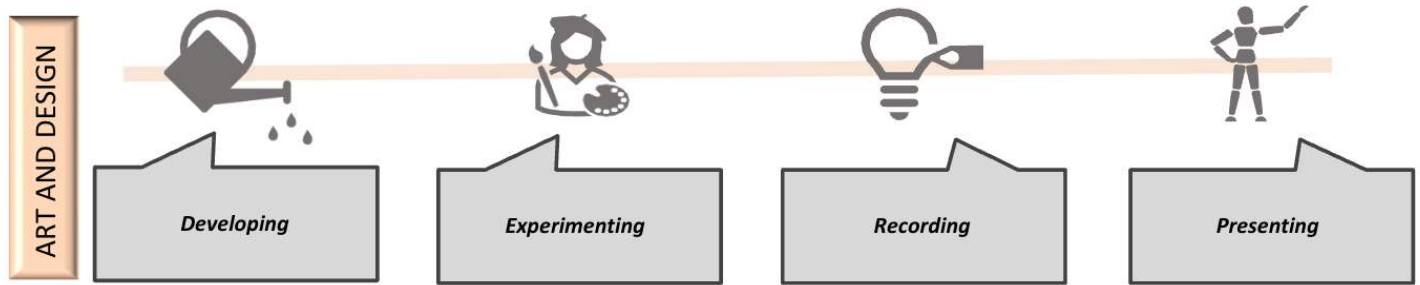 ART AND DESIGN
Developing
Experimenting
Recording
Presenting